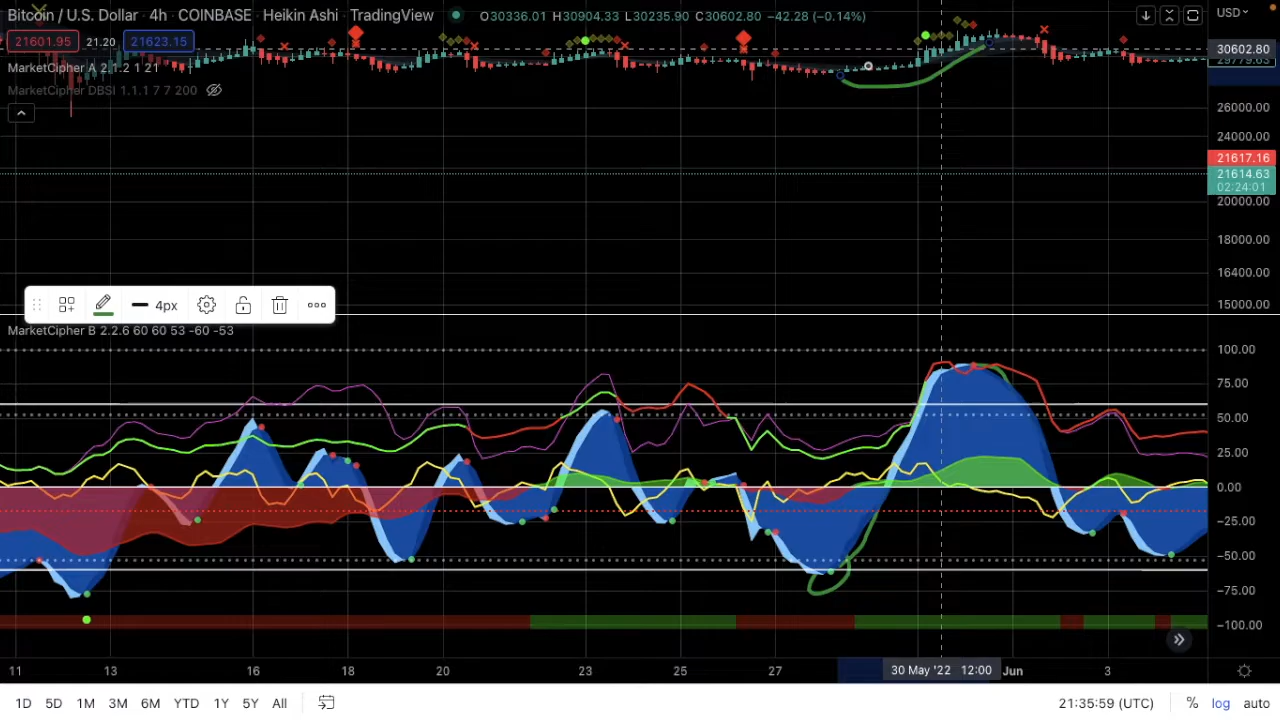 Bitcoin / U.S. Dollar · 4h · COINBASE · Heikin Ashi · TradingView O30336.01 H30904.33 L30235.90 C30602.80 −42.28 (−0.14%) USD
21601.95 21.20 21623.15
30602.80
29779.63
MarketCipher A 2.1.2 1 21
MarketCipher DBSI 1.1.1 7 7 200
26000.00
24000.00
21617.16
21614.63
02:24:01
20000.00
18000.00
16400.00
15000.00
4px
MarketCipher B 2.2.6 60 60 53 -60 -53
100.00
75.00
50.00
25.00
0.00
−25.00
−50.00
−75.00
−100.00
11 13 16 18 20 23 25 27 30 May '22 12:00 Jun 3
1D 5D 1M 3M 6M YTD 1Y 5Y All 21:35:59 (UTC) % log auto